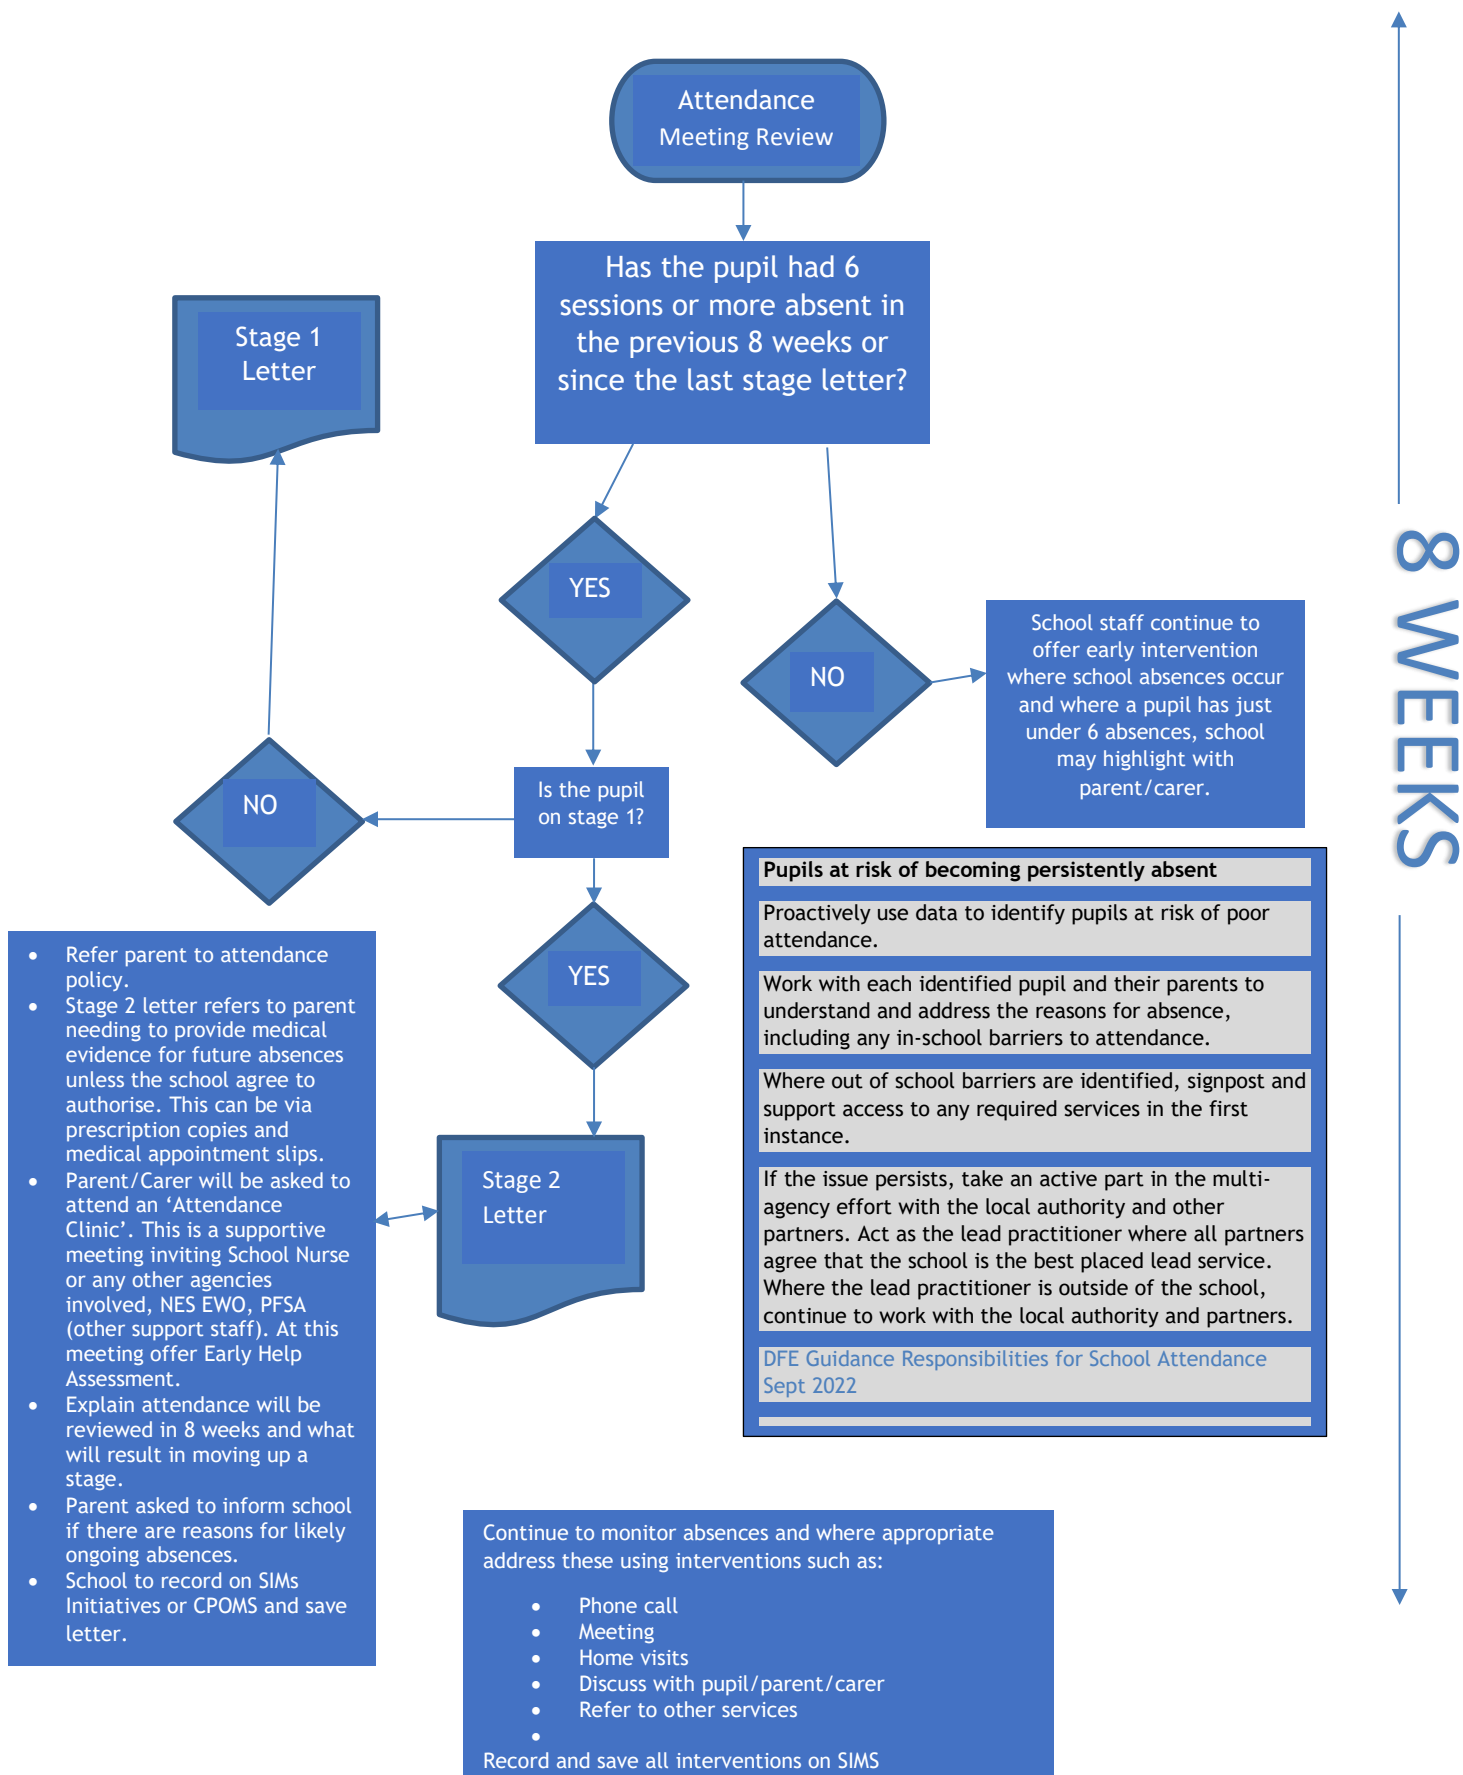 Attendance
Meeting Review
Has the pupil had 6
sessions or more absent in
the previous 8 weeks or
since the last stage letter?
Stage 1
Letter
YES
NO
School staff continue to
offer early intervention
where school absences occur
and where a pupil has just
under 6 absences, school
may highlight with
parent/carer.
8 WEEKS
Is the pupil
on stage 1?
NO
YES
Pupils at risk of becoming persistently absent
Proactively use data to identify pupils at risk of poor
attendance.
Work with each identified pupil and their parents to
understand and address the reasons for absence,
including any in-school barriers to attendance.
Where out of school barriers are identified, signpost and
support access to any required services in the first
instance.
If the issue persists, take an active part in the multi-
agency effort with the local authority and other
partners. Act as the lead practitioner where all partners
agree that the school is the best placed lead service.
Where the lead practitioner is outside of the school,
continue to work with the local authority and partners.
DFE Guidance Responsibilities for School Attendance
Sept 2022
• Refer parent to attendance
policy.
• Stage 2 letter refers to parent
needing to provide medical
evidence for future absences
unless the school agree to
authorise. This can be via
prescription copies and
medical appointment slips.
• Parent/Carer will be asked to
attend an ‘Attendance
Clinic’. This is a supportive
meeting inviting School Nurse
or any other agencies
involved, NES EWO, PFSA
(other support staff). At this
meeting offer Early Help
Assessment.
• Explain attendance will be
reviewed in 8 weeks and what
will result in moving up a
stage.
• Parent asked to inform school
if there are reasons for likely
ongoing absences.
• School to record on SIMs
Initiatives or CPOMS and save
letter.
Stage 2
Letter
Continue to monitor absences and where appropriate
address these using interventions such as:
• Phone call
• Meeting
• Home visits
• Discuss with pupil/parent/carer
• Refer to other services
•
Record and save all interventions on SIMS